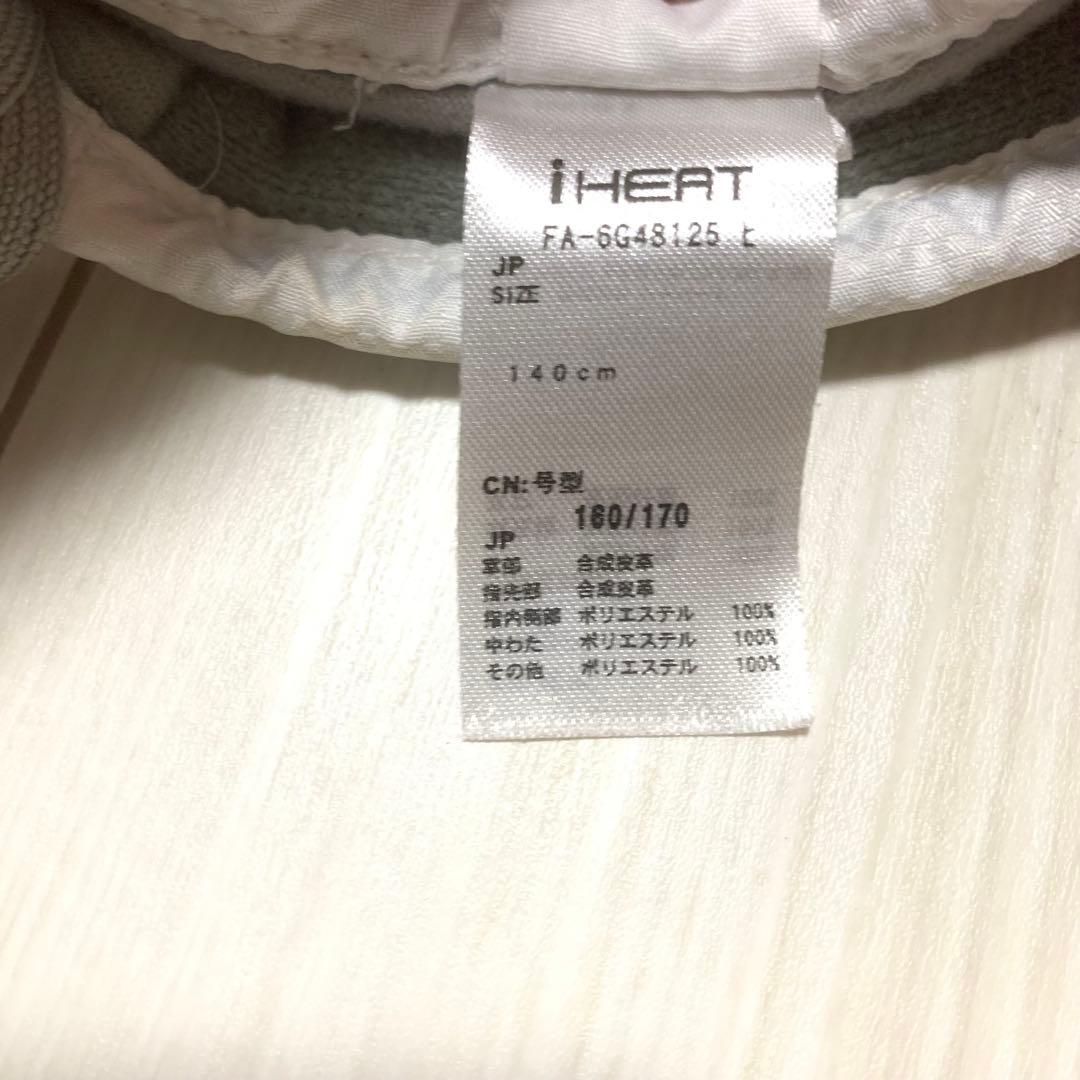 iHEAT
FA-6G48125 ヒ
JP
SIZE
140cm
CN:号型
160/170
JP
掌部 合成皮革
指先部 合成皮革
指内側部 ポリエステル 100%
中わた ポリエステル 100%
その他 ポリエステル 100%